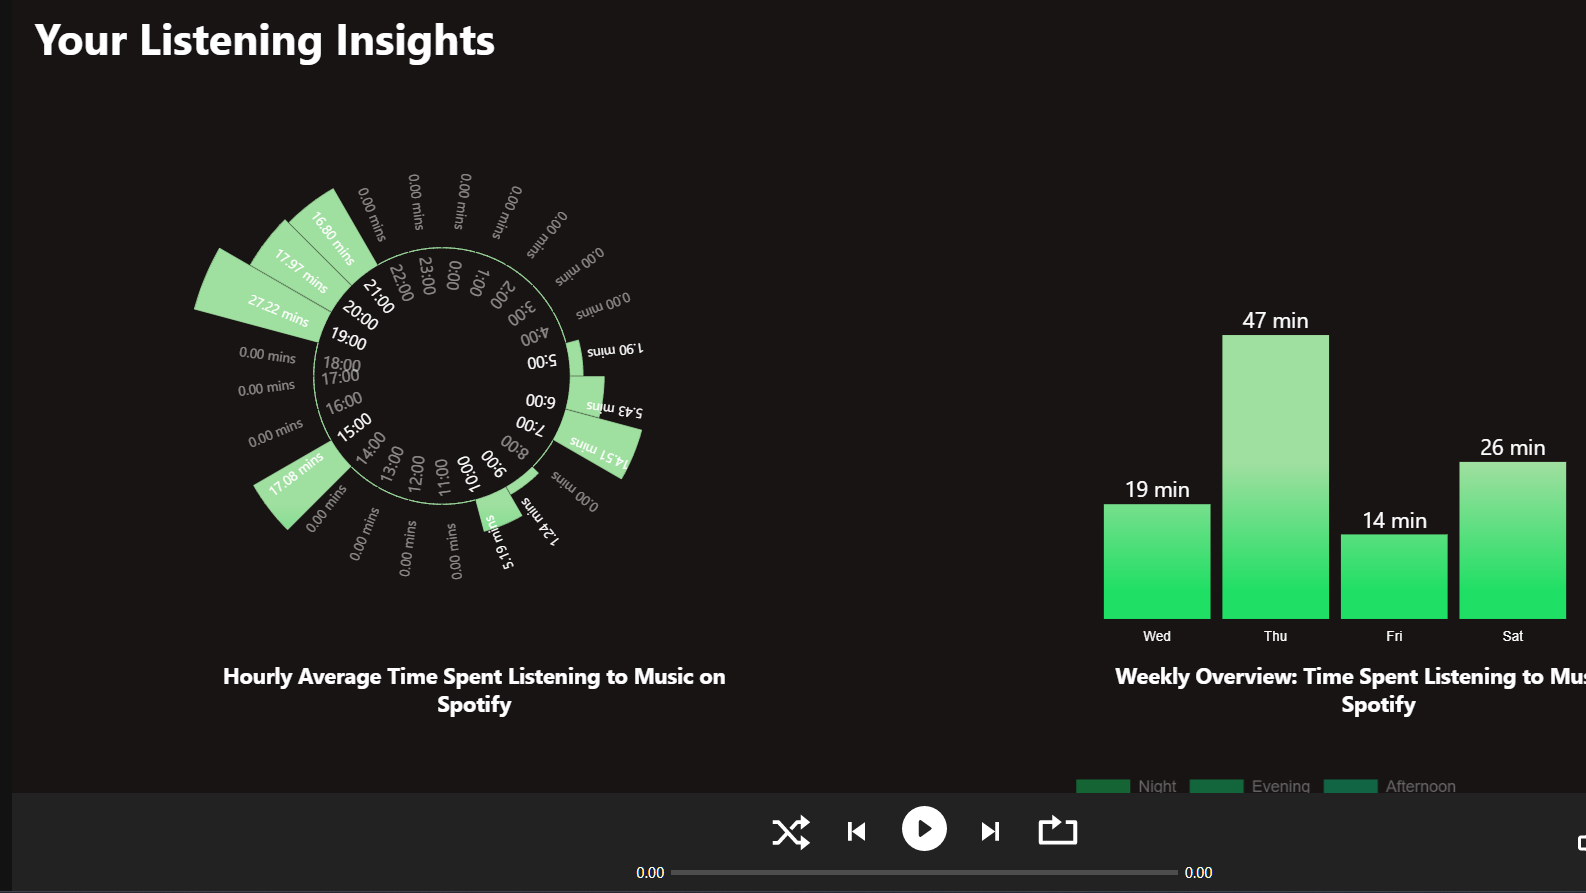 Your Listening Insights
0.00 mins
0.00 mins
0.00 mins
0.00 mins
0.00 mins
0.00 mins
0.00 mins
1.90 mins
5.43 mins
14.51 mins
0.00 mins
1.24 mins
5.19 mins
0.00 mins
0.00 mins
0.00 mins
0.00 mins
17.08 mins
0.00 mins
0.00 mins
0.00 mins
27.22 mins
17.97 mins
16.80 mins
22:00
23:00
0:00
1:00
2:00
3:00
4:00
5:00
6:00
7:00
8:00
9:00
10:00
11:00
12:00
13:00
14:00
15:00
16:00
17:00
18:00
19:00
20:00
21:00
Hourly Average Time Spent Listening to Music on
Spotify
47 min
26 min
19 min
14 min
Wed Thu Fri Sat
Weekly Overview: Time Spent Listening to Mus
Spotify
Night Evening Afternoon
0.00 0.00